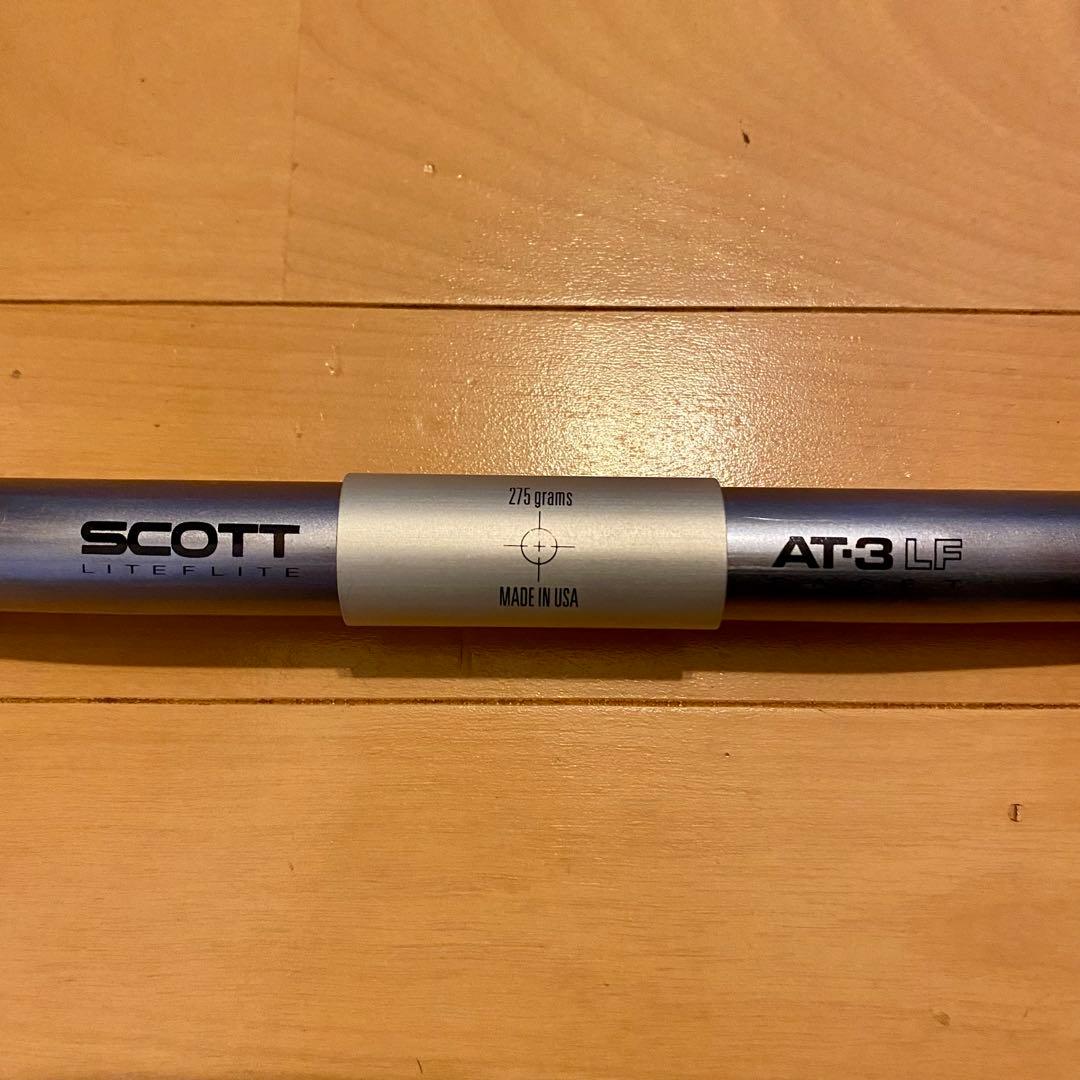 SCOTT
LITEFLITE
275 grams
MADE IN USA
AT·3 LF